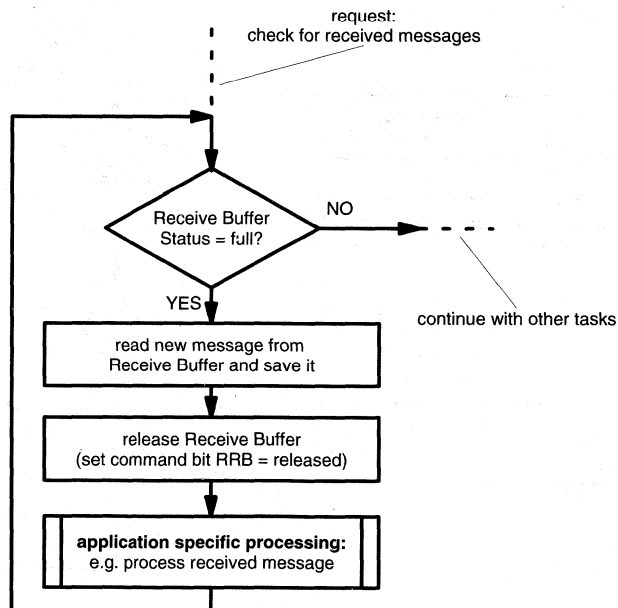 request:
check for received messages
Receive Buffer
Status = full?
NO
YES
continue with other tasks
read new message from
Receive Buffer and save it
release Receive Buffer
(set command bit RRB = released)
application specific processing:
e.g. process received message